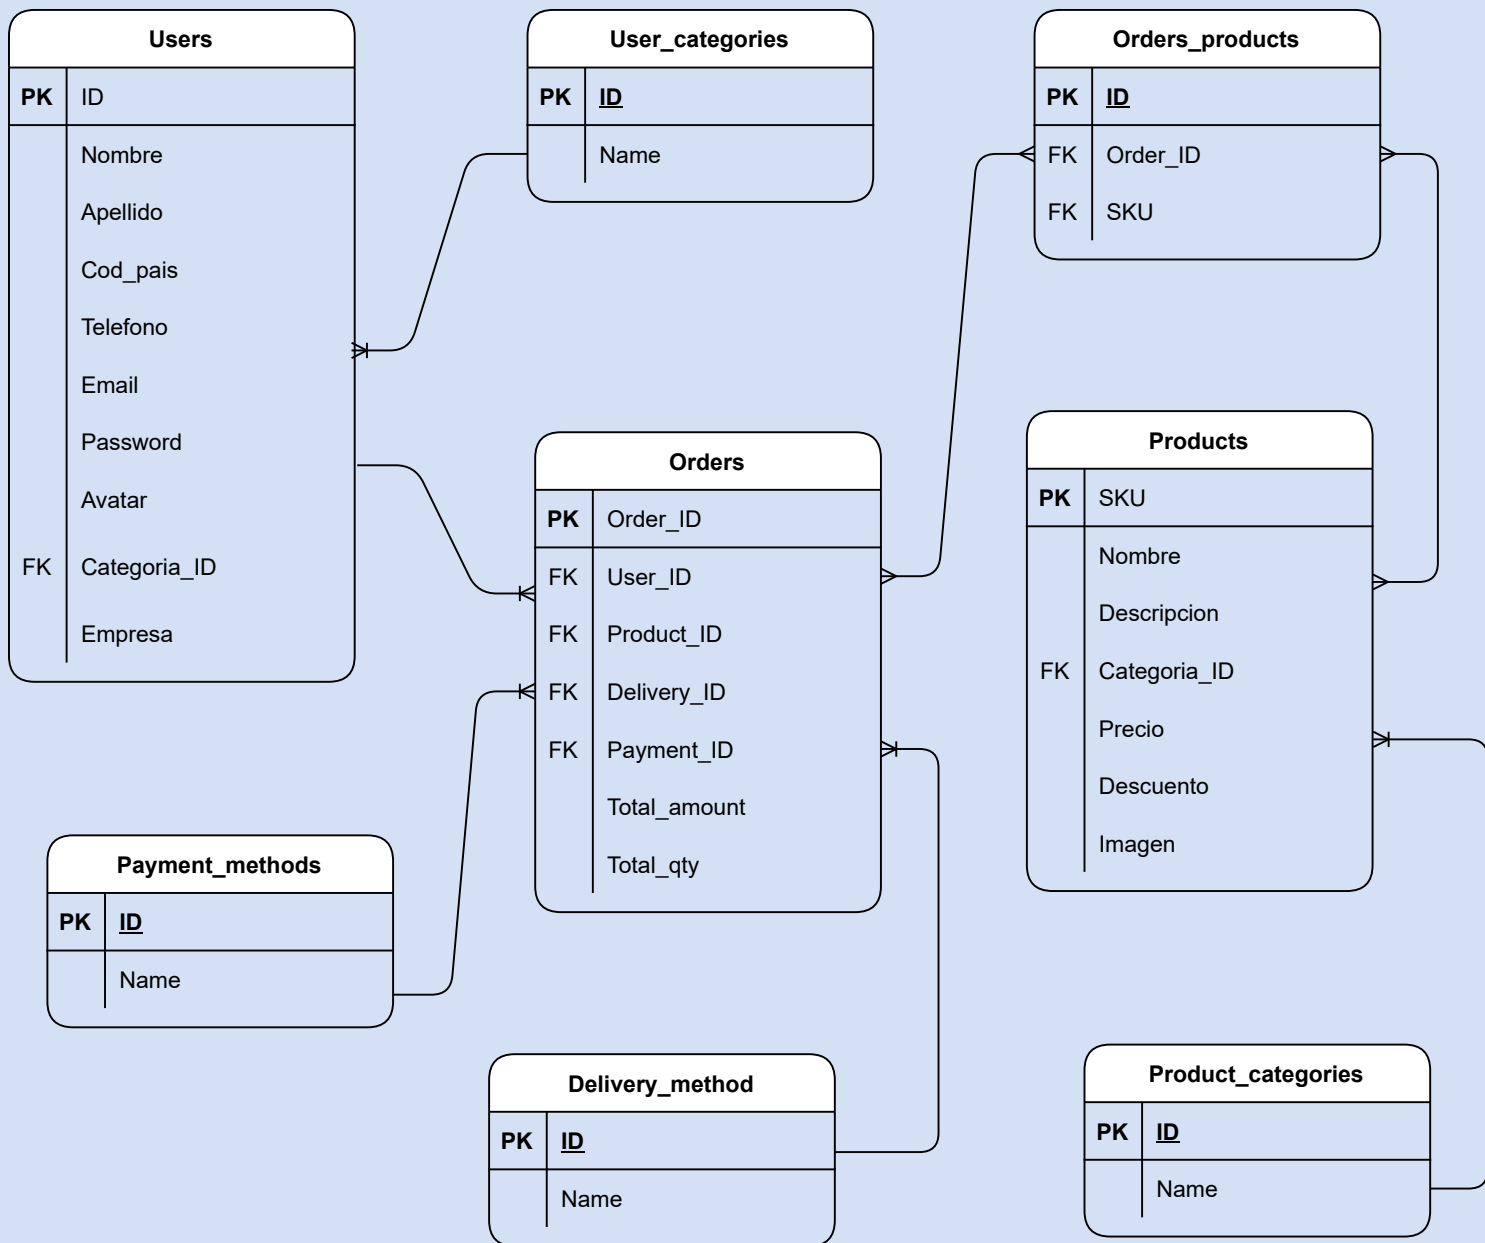 Users
PK ID
Nombre
Apellido
Cod_pais
Telefono
Email
Password
Avatar
FK Categoria_ID
Empresa
User_categories
PK ID
Name
Orders_products
PK ID
FK Order_ID
FK SKU
Orders
PK Order_ID
FK User_ID
FK Product_ID
FK Delivery_ID
FK Payment_ID
Total_amount
Total_qty
Products
PK SKU
Nombre
Descripcion
FK Categoria_ID
Precio
Descuento
Imagen
Payment_methods
PK ID
Name
Delivery_method
PK ID
Name
Product_categories
PK ID
Name